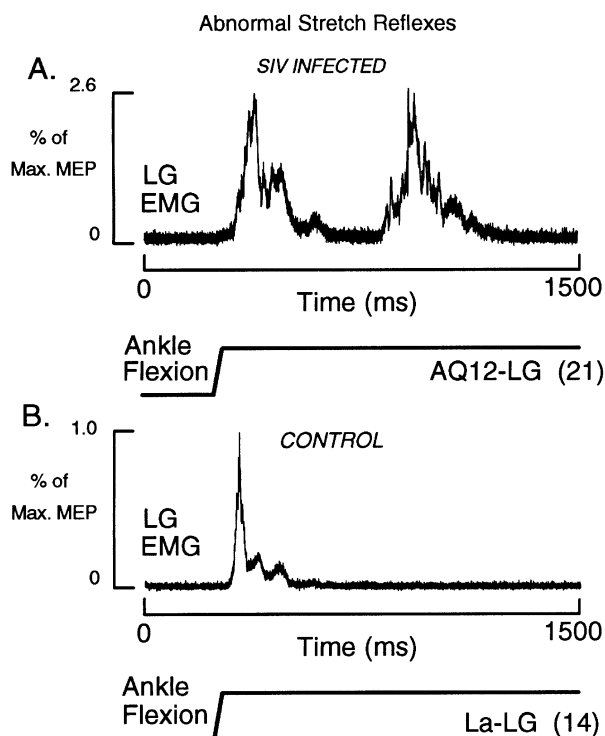 Abnormal Stretch Reflexes
A.
SIV INFECTED
2.6
% of
Max. MEP
LG
EMG
0
0
1500
Time (ms)
Ankle
Flexion
AQ12-LG (21)
B.
1.0
CONTROL
% of
Max. MEP
LG
EMG
0
0
1500
Time (ms)
Ankle
Flexion
La-LG (14)